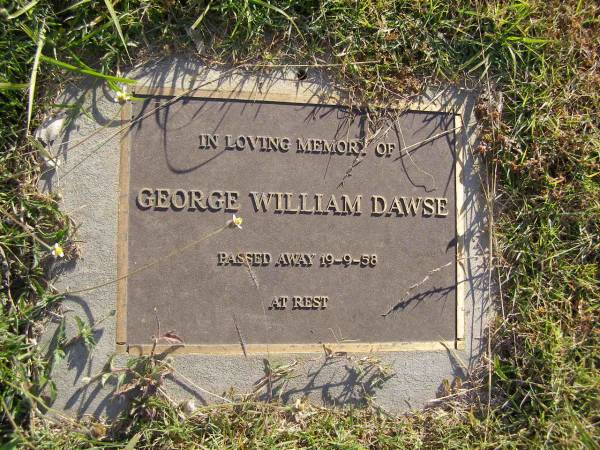 IN LOVING MEMORY OF
GEORGE WILLIAM DAWSE
PASSED AWAY 19-9-58
AT REST